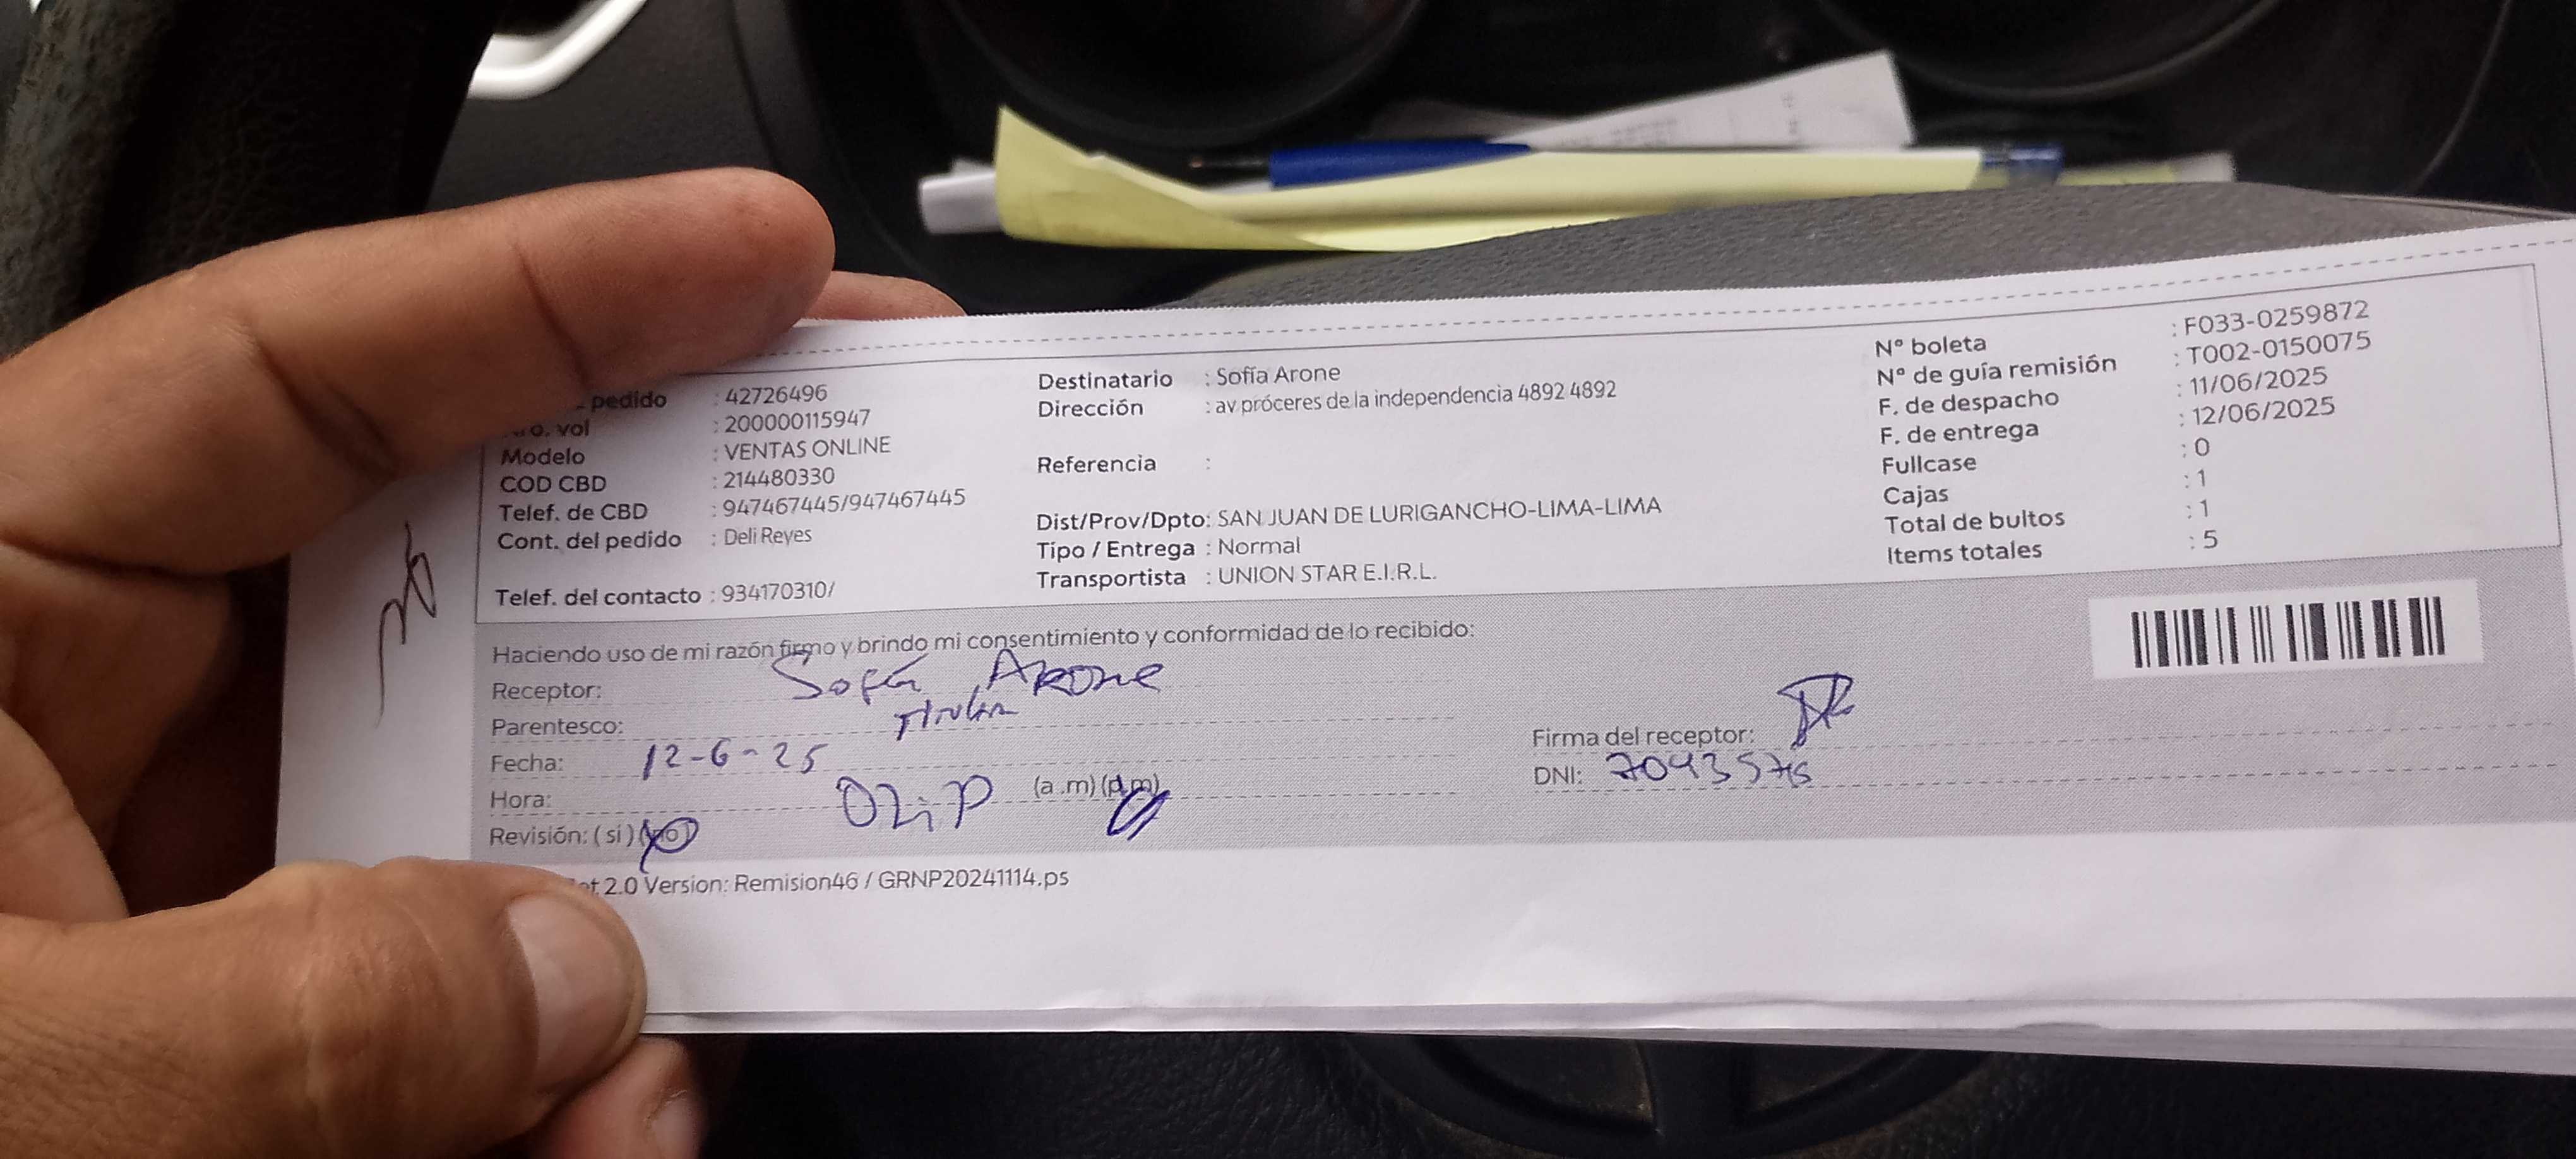 pedido : 42726496
ro. vol : 200000115947
Modelo : VENTAS ONLINE
COD CBD : 214480330
Telef. de CBD : 947467445/947467445
Cont. del pedido : Deli Reyes
Telef. del contacto : 934170310/
Destinatario : Sofía Arone
Dirección : av próceres de la independencia 4892 4892
Referencia :
Dist/Prov/Dpto: SAN JUAN DE LURIGANCHO-LIMA-LIMA
Tipo / Entrega : Normal
Transportista : UNION STAR E.I.R.L.
N° boleta : F033-0259872
N° de guía remisión : T002-0150075
F. de despacho : 11/06/2025
F. de entrega : 12/06/2025
Fullcase : 0
Cajas : 1
Total de bultos : 1
Items totales : 5
Haciendo uso de mi razón firmo y brindo mi consentimiento y conformidad de lo recibido:
Receptor: Sofía Arone
Parentesco: Titular
Fecha: 12-6-25
Hora: (a.m) (p.m)
Revisión: (si) (no)
Firma del receptor:
DNI:
et 2.0 Version: Remision46 / GRNP20241114.ps